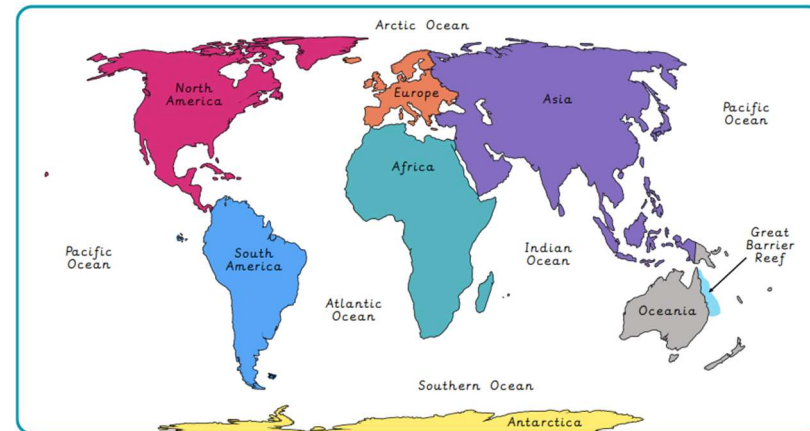 Arctic Ocean
North
America
Europe
Asia
Pacific
Ocean
Africa
Great
Barrier
Reef
Pacific
Ocean
South
America
Indian
Ocean
Atlantic
Ocean
Oceania
Southern Ocean
Antarctica